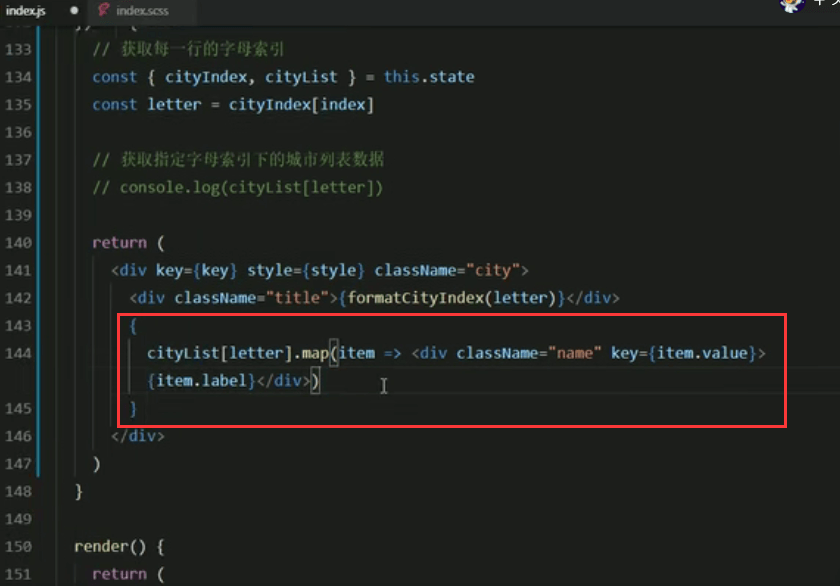 index.js ● index.scss
133 // 获取每一行的字母索引
134 const { cityIndex, cityList } = this.state
135 const letter = cityIndex[index]
136
137 // 获取指定字母索引下的城市列表数据
138 // console.log(cityList[letter])
139
140 return (
141 <div key={key} style={style} className="city">
142 <div className="title">{formatCityIndex(letter)}</div>
143 {
144 cityList[letter].map(item => <div className="name" key={item.value}>
{item.label}</div>)
145 }
146 </div>
147 )
148 }
149
150 render() {
151 return (